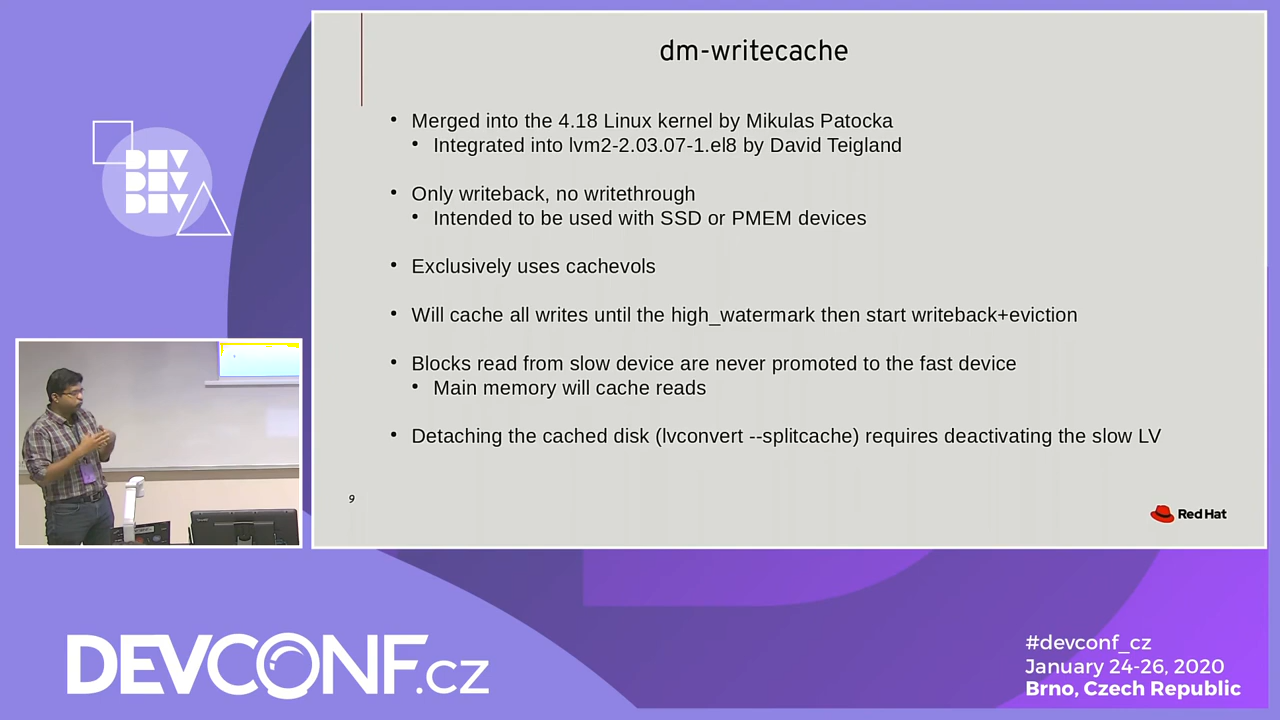 dm-writecache
• Merged into the 4.18 Linux kernel by Mikulas Patocka
• Integrated into lvm2-2.03.07-1.el8 by David Teigland
• Only writeback, no writethrough
• Intended to be used with SSD or PMEM devices
• Exclusively uses cachevols
• Will cache all writes until the high_watermark then start writeback+eviction
• Blocks read from slow device are never promoted to the fast device
• Main memory will cache reads
• Detaching the cached disk (lvconvert --splitcache) requires deactivating the slow LV
9
Red Hat
DEV
DEV
DEV
DEVCONF.cz
#devconf_cz
January 24-26, 2020
Brno, Czech Republic